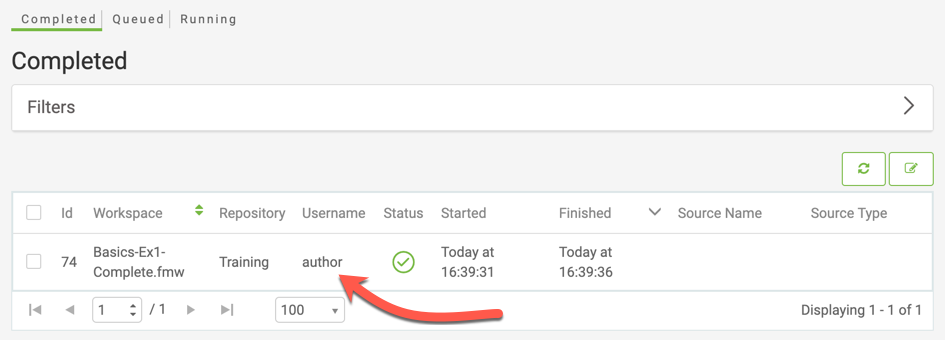 Completed Queued Running
Completed
Filters
Id Workspace Repository Username Status Started Finished Source Name Source Type
74 Basics-Ex1-Complete.fmw Training author Today at 16:39:31 Today at 16:39:36
1 / 1 100 Displaying 1 - 1 of 1